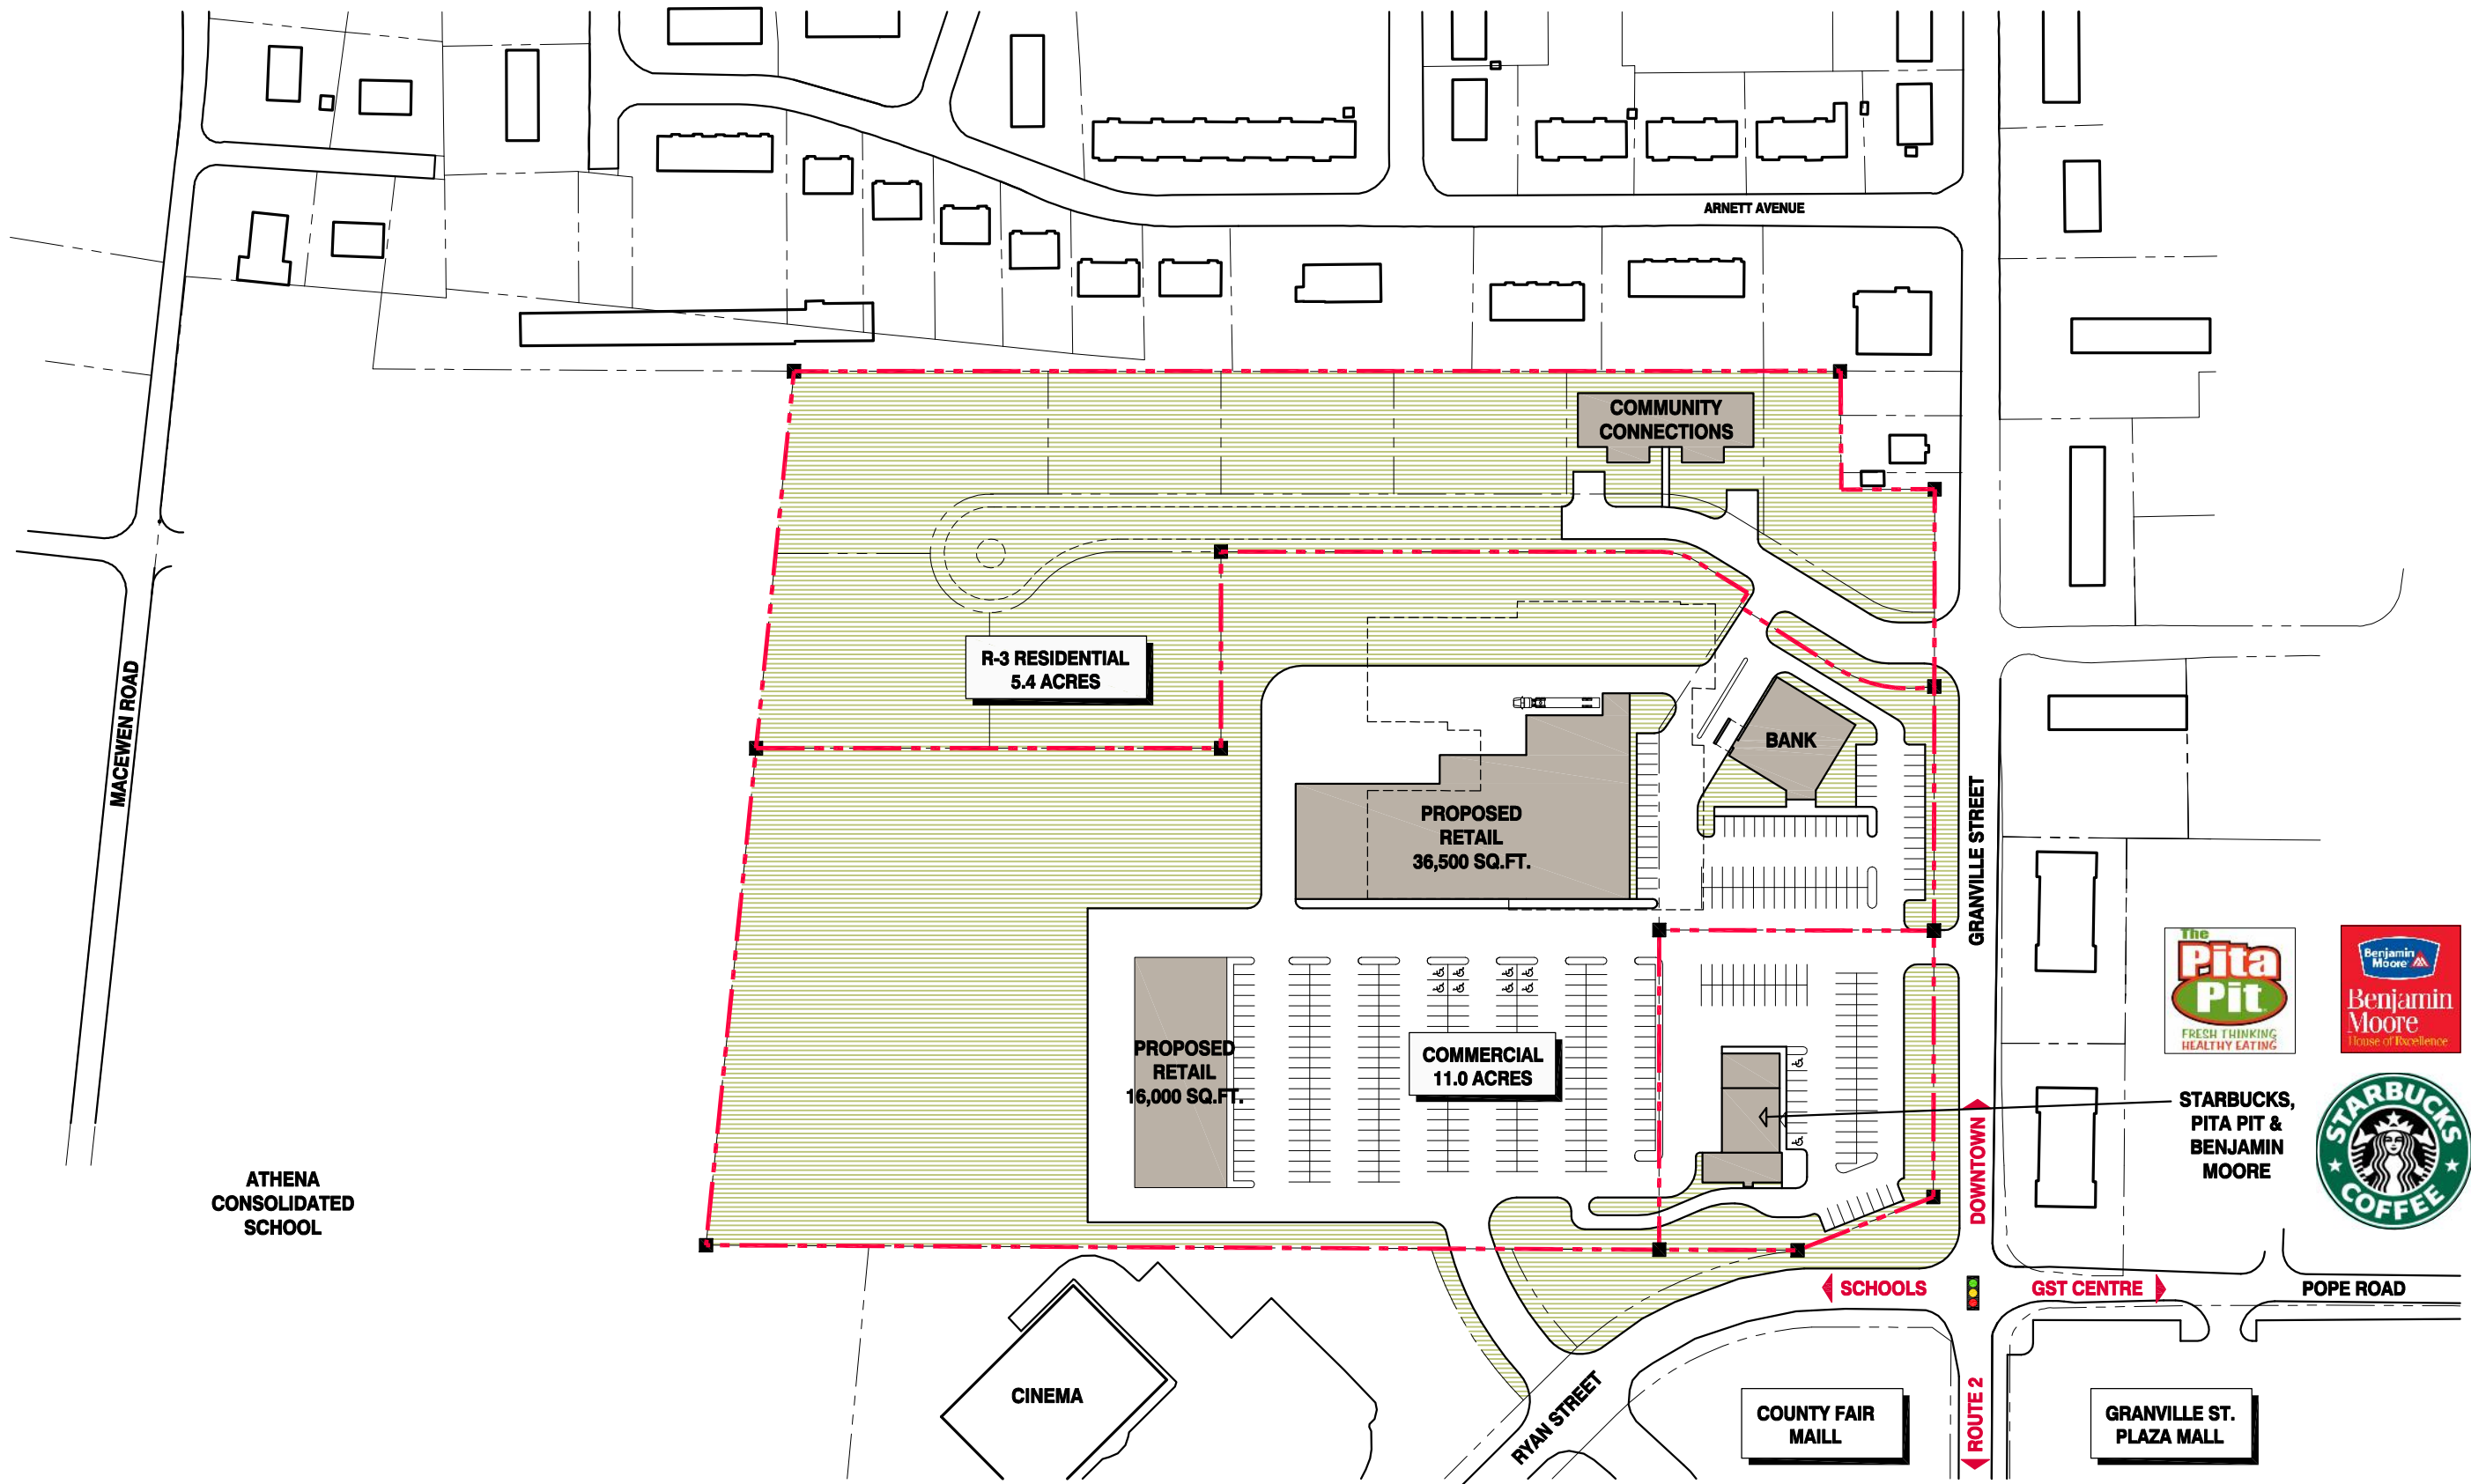 ARNETT AVENUE
COMMUNITY
CONNECTIONS
R-3 RESIDENTIAL
5.4 ACRES
MACEWEN ROAD
BANK
PROPOSED
RETAIL
36,500 SQ.FT.
GRANVILLE STREET
The
Pita
Pit
FRESH THINKING
HEALTHY EATING
Benjamin
Moore
Benjamin
Moore
House of Excellence
PROPOSED
RETAIL
16,000 SQ.FT.
COMMERCIAL
11.0 ACRES
STARBUCKS,
PITA PIT &
BENJAMIN
MOORE
STARBUCKS
COFFEE
DOWNTOWN
ATHENA
CONSOLIDATED
SCHOOL
SCHOOLS
GST CENTRE
POPE ROAD
CINEMA
RYAN STREET
COUNTY FAIR
MAILL
ROUTE 2
GRANVILLE ST.
PLAZA MALL